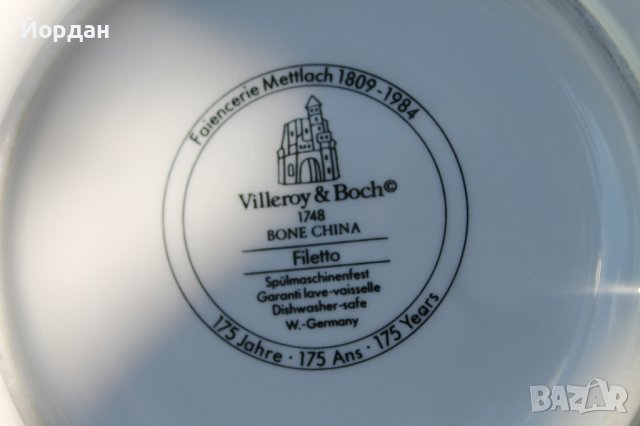 Йордан
Faiencerie Mettlach 1809-1984
Villeroy & Boch©
1748
BONE CHINA
Filetto
Spülmaschinenfest
Garanti lave-vaisselle
Dishwasher-safe
W.-Germany
175 Jahre · 175 Ans · 175 Years
BAZAR